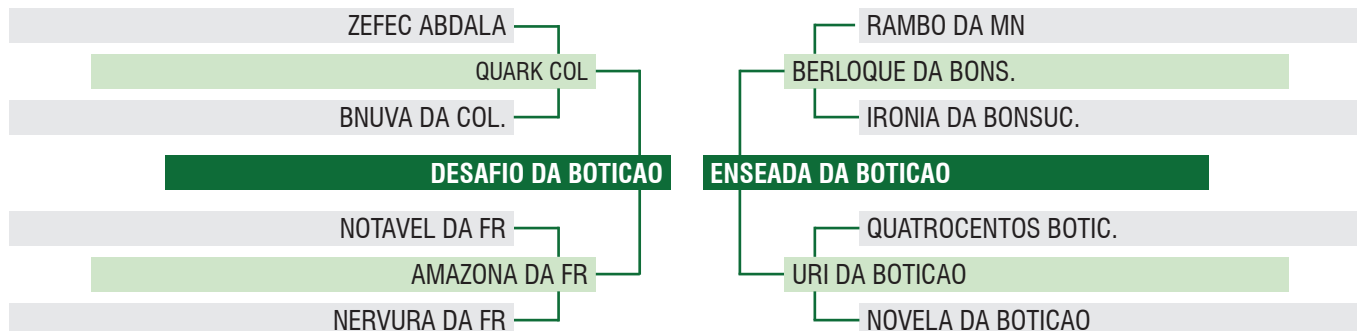 ZEFEC ABDALA
QUARK COL
BNUVA DA COL.
DESAFIO DA BOTICAO
NOTAVEL DA FR
AMAZONA DA FR
NERVURA DA FR
RAMBO DA MN
BERLOQUE DA BONS.
IRONIA DA BONSUC.
ENSEADA DA BOTICAO
QUATROCENTOS BOTIC.
URI DA BOTICAO
NOVELA DA BOTICAO